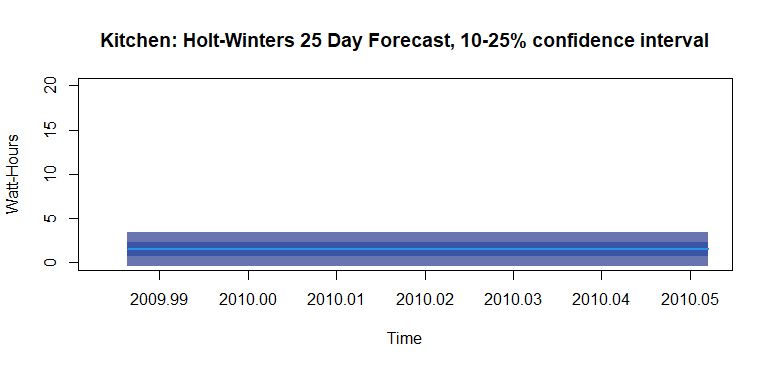 Kitchen: Holt-Winters 25 Day Forecast, 10-25% confidence interval
20
15
10
5
0
Watt-Hours
2009.99 2010.00 2010.01 2010.02 2010.03 2010.04 2010.05
Time